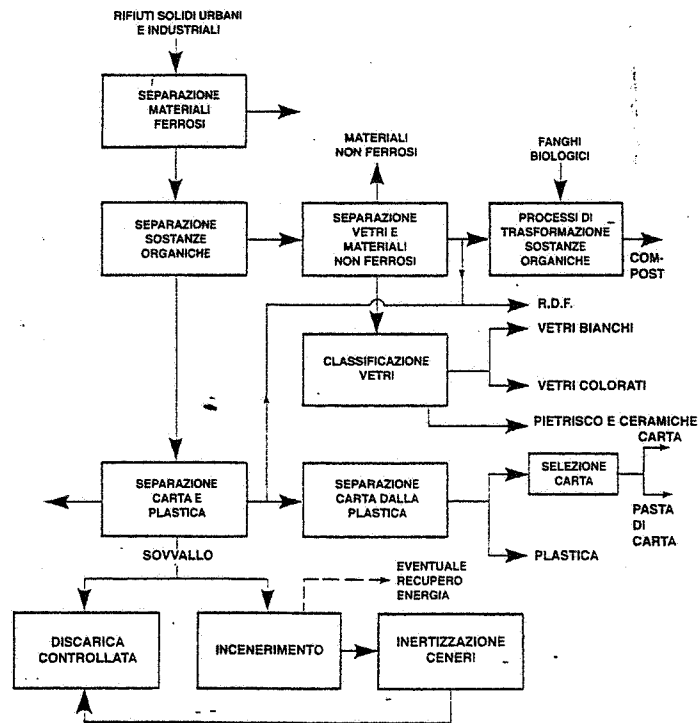 RIFIUTI SOLIDI URBANI
E INDUSTRIALI
SEPARAZIONE
MATERIALI
FERROSI
MATERIALI
NON FERROSI
FANGHI
BIOLOGICI
SEPARAZIONE
SOSTANZE
ORGANICHE
SEPARAZIONE
VETRI E
MATERIALI
NON FERROSI
PROCESSI DI
TRASFORMAZIONE
SOSTANZE
ORGANICHE
COM-
POST
R.D.F.
VETRI BIANCHI
CLASSIFICAZIONE
VETRI
VETRI COLORATI
PIETRISCO E CERAMICHE
CARTA
SEPARAZIONE
CARTA E
PLASTICA
SEPARAZIONE
CARTA DALLA
PLASTICA
SELEZIONE
CARTA
PASTA
DI
CARTA
PLASTICA
SOVVALLO
EVENTUALE
RECUPERO
ENERGIA
DISCARICA
CONTROLLATA
INCENERIMENTO
INERTIZZAZIONE
CENERI